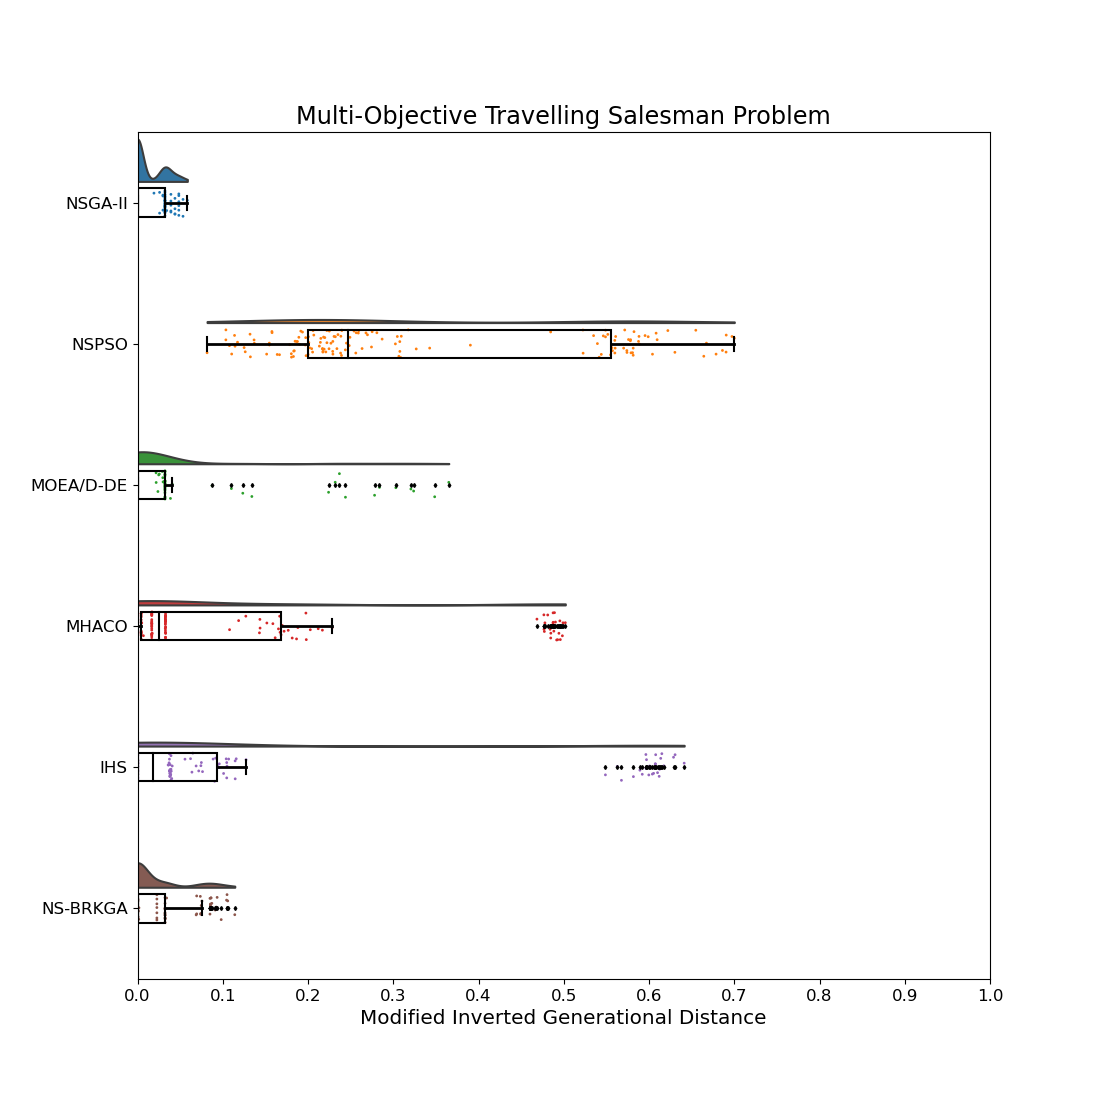 Multi-Objective Travelling Salesman Problem
NSGA-II
NSPSO
MOEA/D-DE
MHACO
IHS
NS-BRKGA
0.0 0.1 0.2 0.3 0.4 0.5 0.6 0.7 0.8 0.9 1.0
Modified Inverted Generational Distance